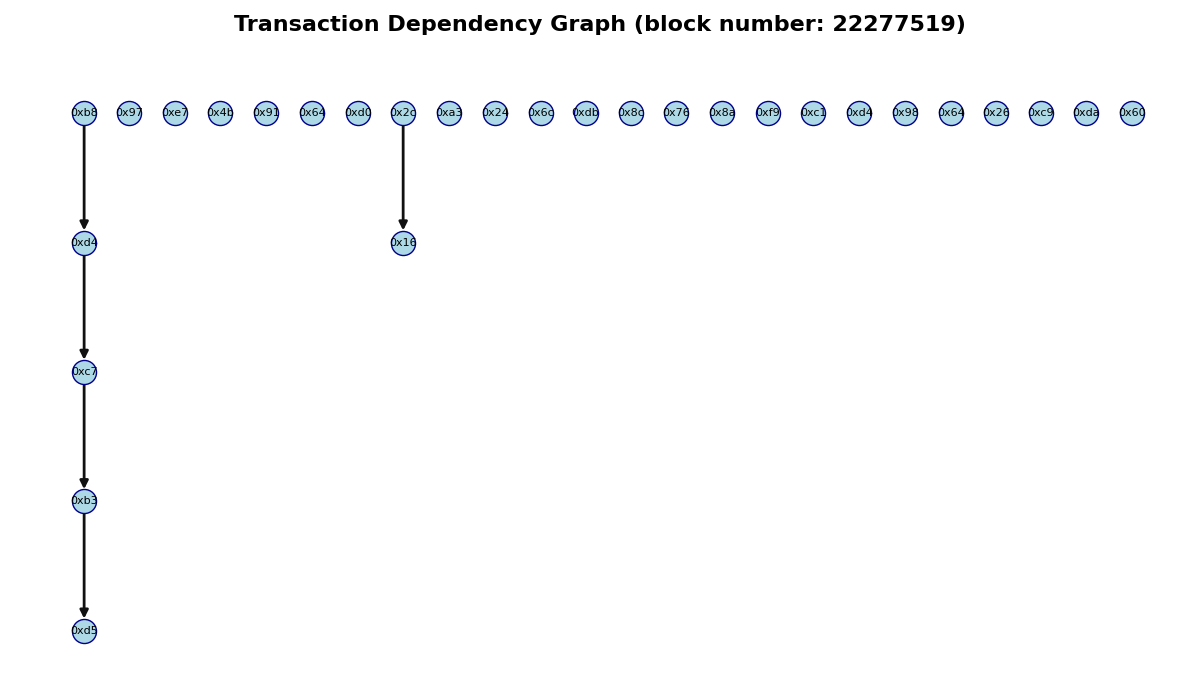 Transaction Dependency Graph (block number: 22277519)
0xb8 0x97 0xe7 0x4b 0x91 0x64 0xd0 0x2c 0xa3 0x24 0x6c 0xdb 0x8c 0x76 0x8a 0xf9 0xc1 0xd4 0x98 0x64 0x26 0xc9 0xda 0x60
0xd4 0x16
0xc7
0xb3
0xd5